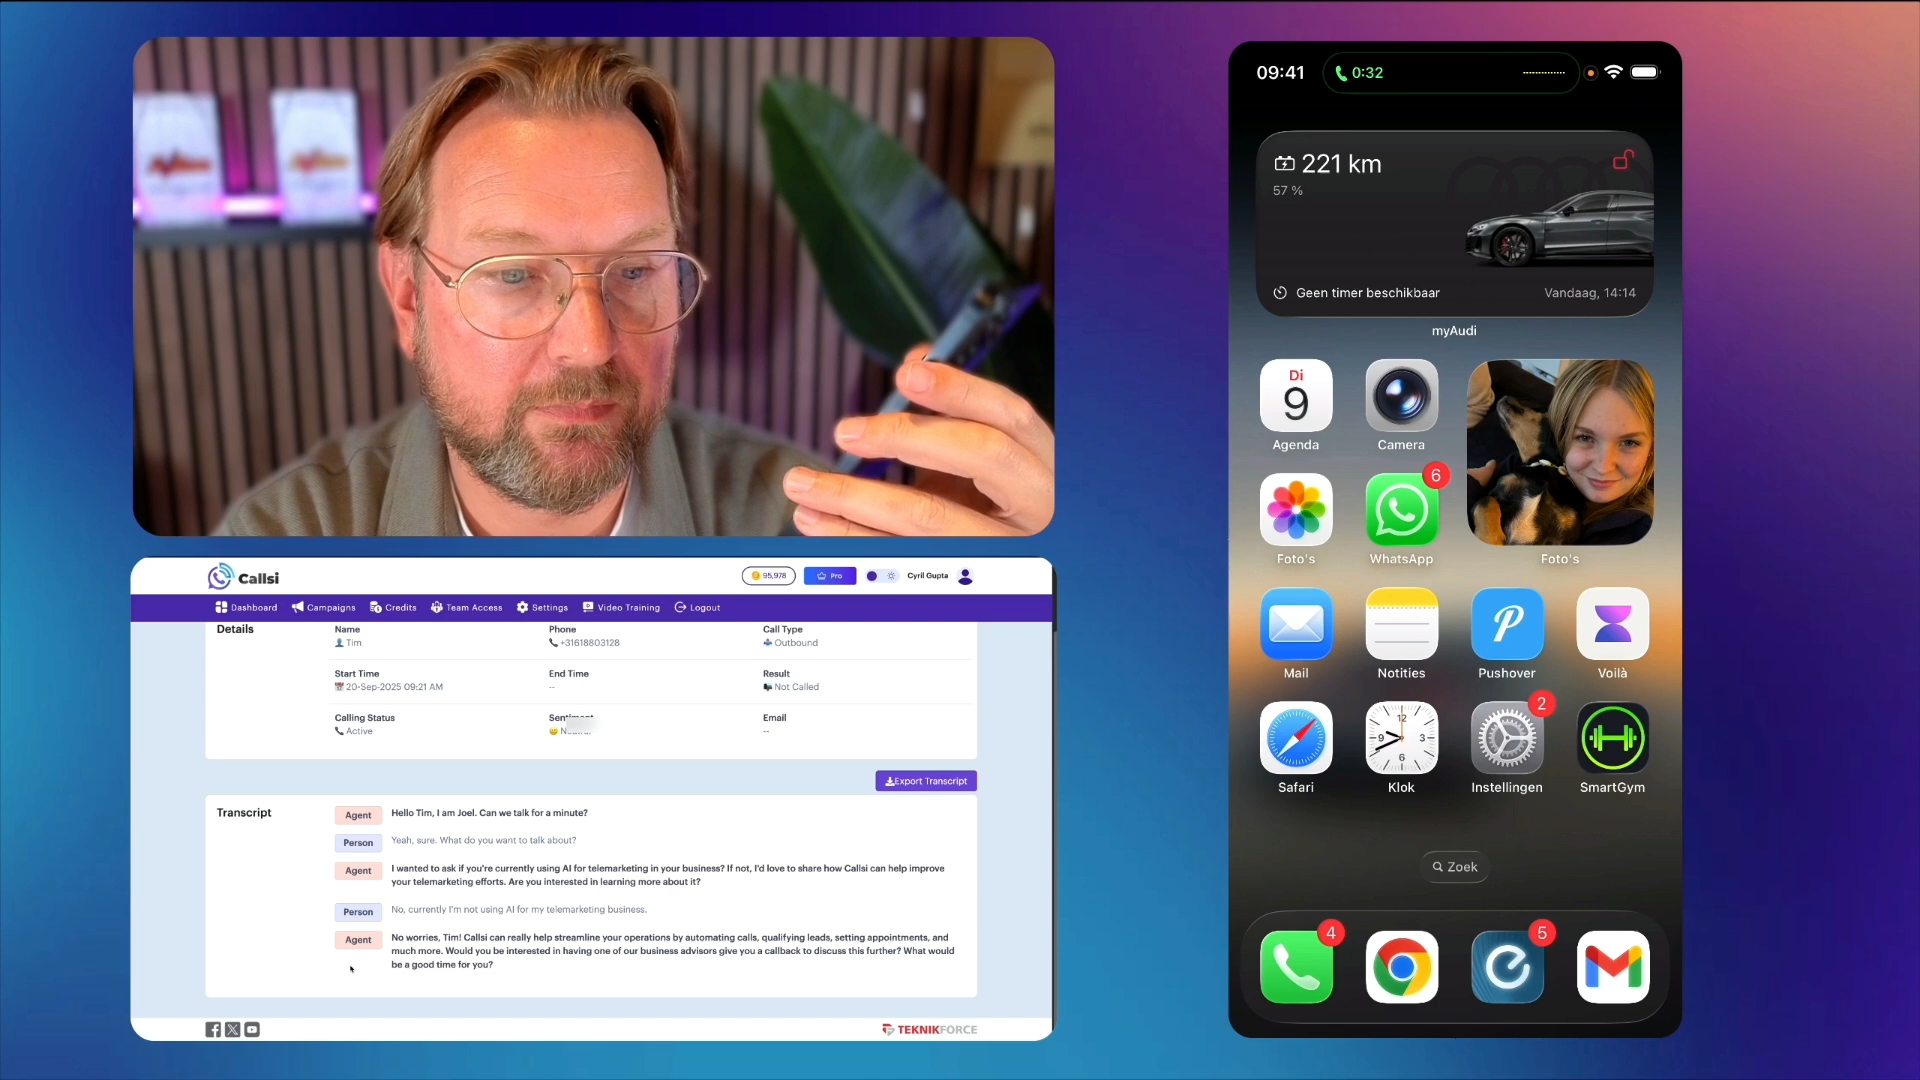 Callsi
95,978
Pro
Cyril Gupta
Dashboard
Campaigns
Credits
Team Access
Settings
Video Training
Logout
Details
Name
Tim
Phone
+31618803128
Call Type
Outbound
Start Time
20-Sep-2025 09:21 AM
End Time
--
Result
Not Called
Calling Status
Active
Sentiment
Email
--
Export Transcript
Transcript
Agent
Hello Tim, I am Joel. Can we talk for a minute?
Person
Yeah, sure. What do you want to talk about?
Agent
I wanted to ask if you're currently using AI for telemarketing in your business? If not, I'd love to share how Callsi can help improve
your telemarketing efforts. Are you interested in learning more about it?
Person
No, currently I'm not using AI for my telemarketing business.
Agent
No worries, Tim! Callsi can really help streamline your operations by automating calls, qualifying leads, setting appointments, and
much more. Would you be interested in having one of our business advisors give you a callback to discuss this further? What would
be a good time for you?
TEKNIKFORCE
09:41
0:32
221 km
57 %
Geen timer beschikbaar
Vandaag, 14:14
myAudi
Di
9
Agenda
Camera
Foto's
6
WhatsApp
Foto's
Mail
Notities
Pushover
Voilà
Safari
12
3
6
9
Klok
2
Instellingen
SmartGym
Zoek
4
5